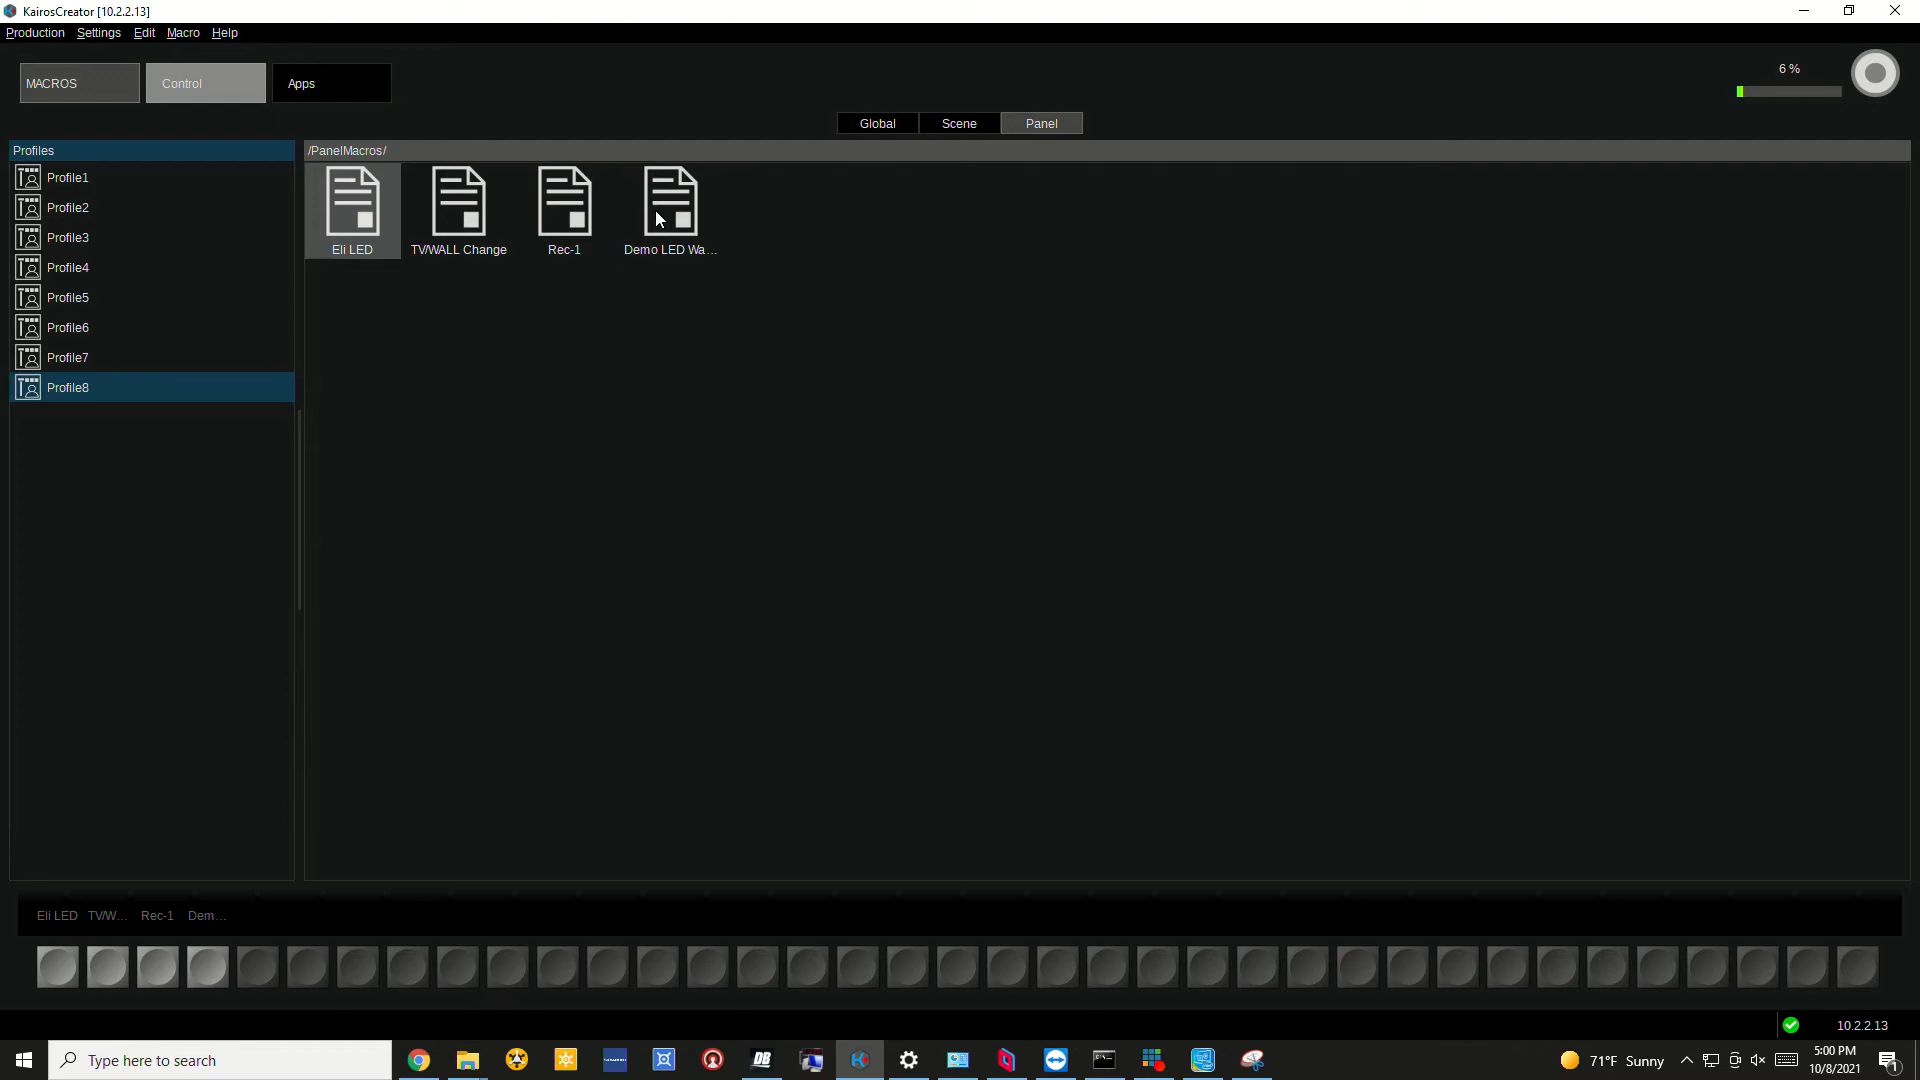 KairosCreator [10.2.2.13]
Production Settings Edit Macro Help
MACROS Control Apps
6 %
Global Scene Panel
Profiles
/PanelMacros/
Profile1
Profile2
Profile3
Profile4
Profile5
Profile6
Profile7
Profile8
Eli LED TV/WALL Change Rec-1 Demo LED Wa...
Eli LED TV/W... Rec-1 Dem...
10.2.2.13
Type here to search
DB
71°F Sunny
5:00 PM
10/8/2021
1